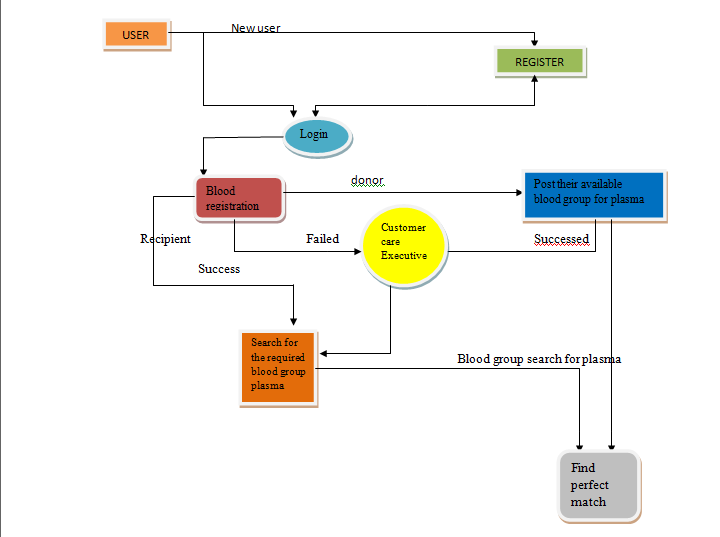 New user
USER
REGISTER
Login
donor
Blood
registration
Post their available
blood group for plasma
Customer
care
Executive
Recipient
Failed
Successed
Success
Search for
the required
blood group
plasma
Blood group search for plasma
Find
perfect
match